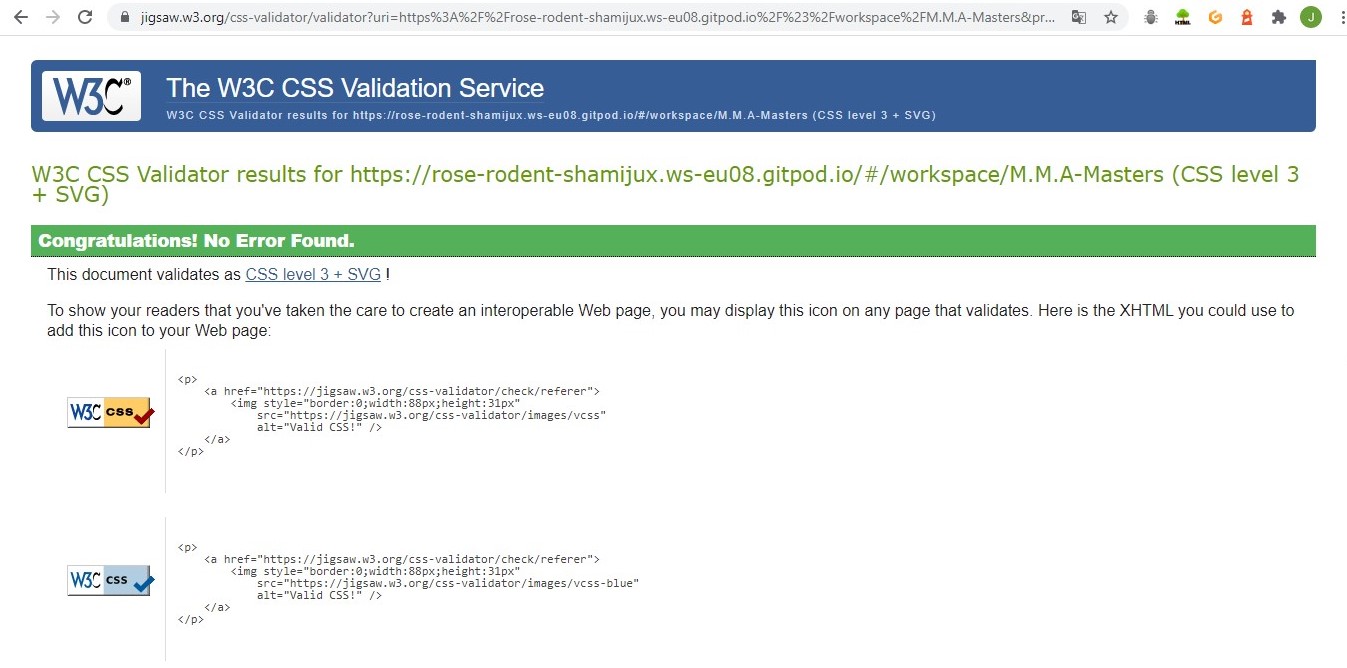 jigsaw.w3.org/css-validator/validator?uri=https%3A%2F%2Frose-rodent-shamijux.ws-eu08.gitpod.io%2F%23%2Fworkspace%2FM.M.A-Masters&pr...
J
W3C®
The W3C CSS Validation Service
W3C CSS Validator results for https://rose-rodent-shamijux.ws-eu08.gitpod.io/#/workspace/M.M.A-Masters (CSS level 3 + SVG)
W3C CSS Validator results for https://rose-rodent-shamijux.ws-eu08.gitpod.io/#/workspace/M.M.A-Masters (CSS level 3
+ SVG)
Congratulations! No Error Found.
This document validates as CSS level 3 + SVG !
To show your readers that you've taken the care to create an interoperable Web page, you may display this icon on any page that validates. Here is the XHTML you could use to
add this icon to your Web page:
W3C css
<p>
<a href="https://jigsaw.w3.org/css-validator/check/referer">
<img style="border:0;width:88px;height:31px"
src="https://jigsaw.w3.org/css-validator/images/vcss"
alt="Valid CSS!" />
</a>
</p>
W3C css
<p>
<a href="https://jigsaw.w3.org/css-validator/check/referer">
<img style="border:0;width:88px;height:31px"
src="https://jigsaw.w3.org/css-validator/images/vcss-blue"
alt="Valid CSS!" />
</a>
</p>